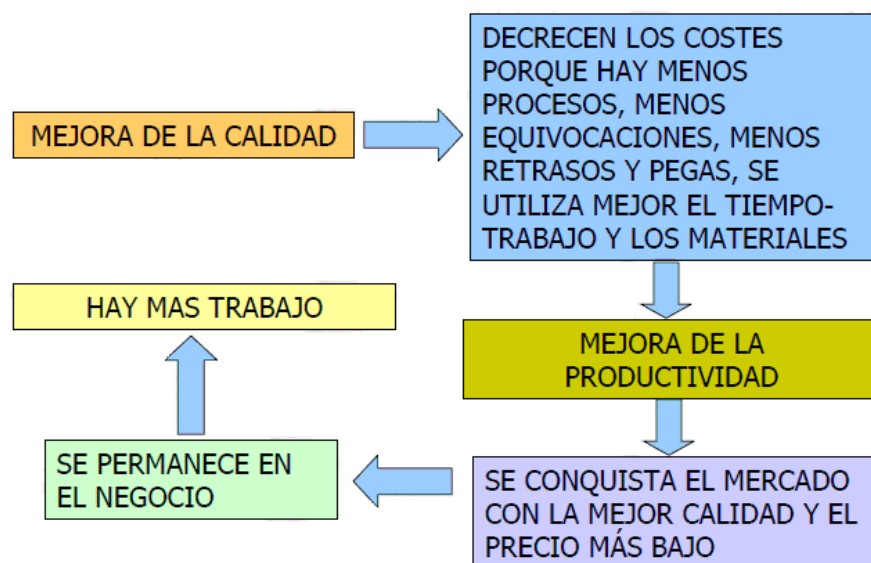 MEJORA DE LA CALIDAD
DECRECEN LOS COSTES
PORQUE HAY MENOS
PROCESOS, MENOS
EQUIVOCACIONES, MENOS
RETRASOS Y PEGAS, SE
UTILIZA MEJOR EL TIEMPO-
TRABAJO Y LOS MATERIALES
MEJORA DE LA
PRODUCTIVIDAD
SE CONQUISTA EL MERCADO
CON LA MEJOR CALIDAD Y EL
PRECIO MÁS BAJO
SE PERMANECE EN
EL NEGOCIO
HAY MAS TRABAJO